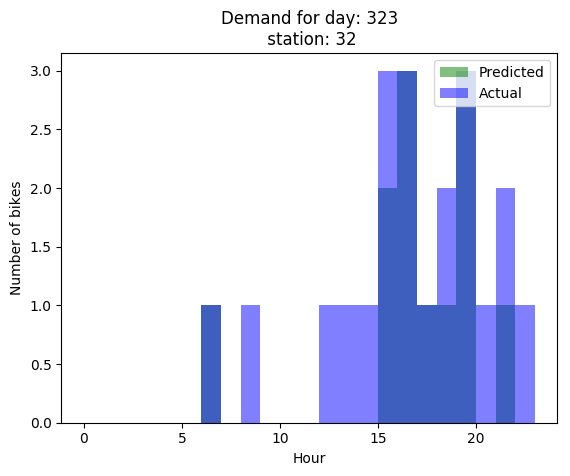 Demand for day: 323
station: 32
Predicted
Actual
3.0
2.5
2.0
1.5
1.0
0.5
0.0
Number of bikes
0
5
10
15
20
Hour